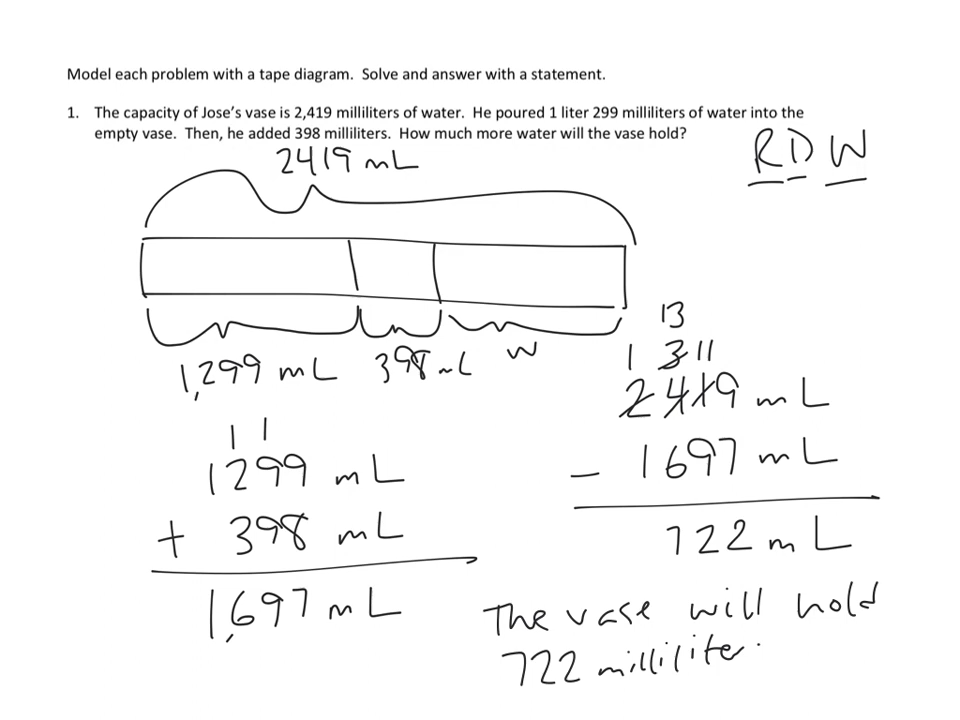 Model each problem with a tape diagram. Solve and answer with a statement.
1. The capacity of Jose's vase is 2,419 milliliters of water. He poured 1 liter 299 milliliters of water into the
empty vase. Then, he added 398 milliliters. How much more water will the vase hold?
R D W
2419 mL
1,299 mL 398 mL W
13
1 3 11
2419 mL
- 1697 mL
722 mL
1 1
1299 mL
+ 398 mL
1,697 mL
The vase will hold
722 milliliter.